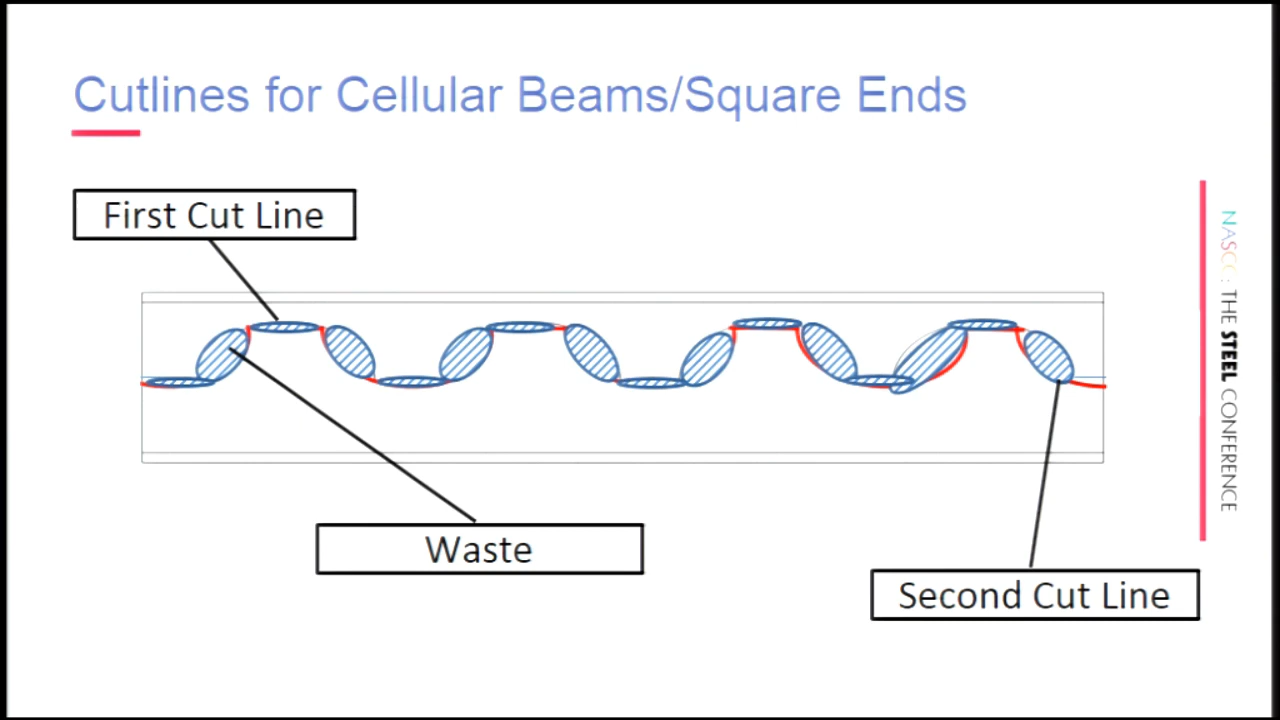 Cutlines for Cellular Beams/Square Ends
First Cut Line
Waste
Second Cut Line
NASCC : THE STEEL CONFERENCE